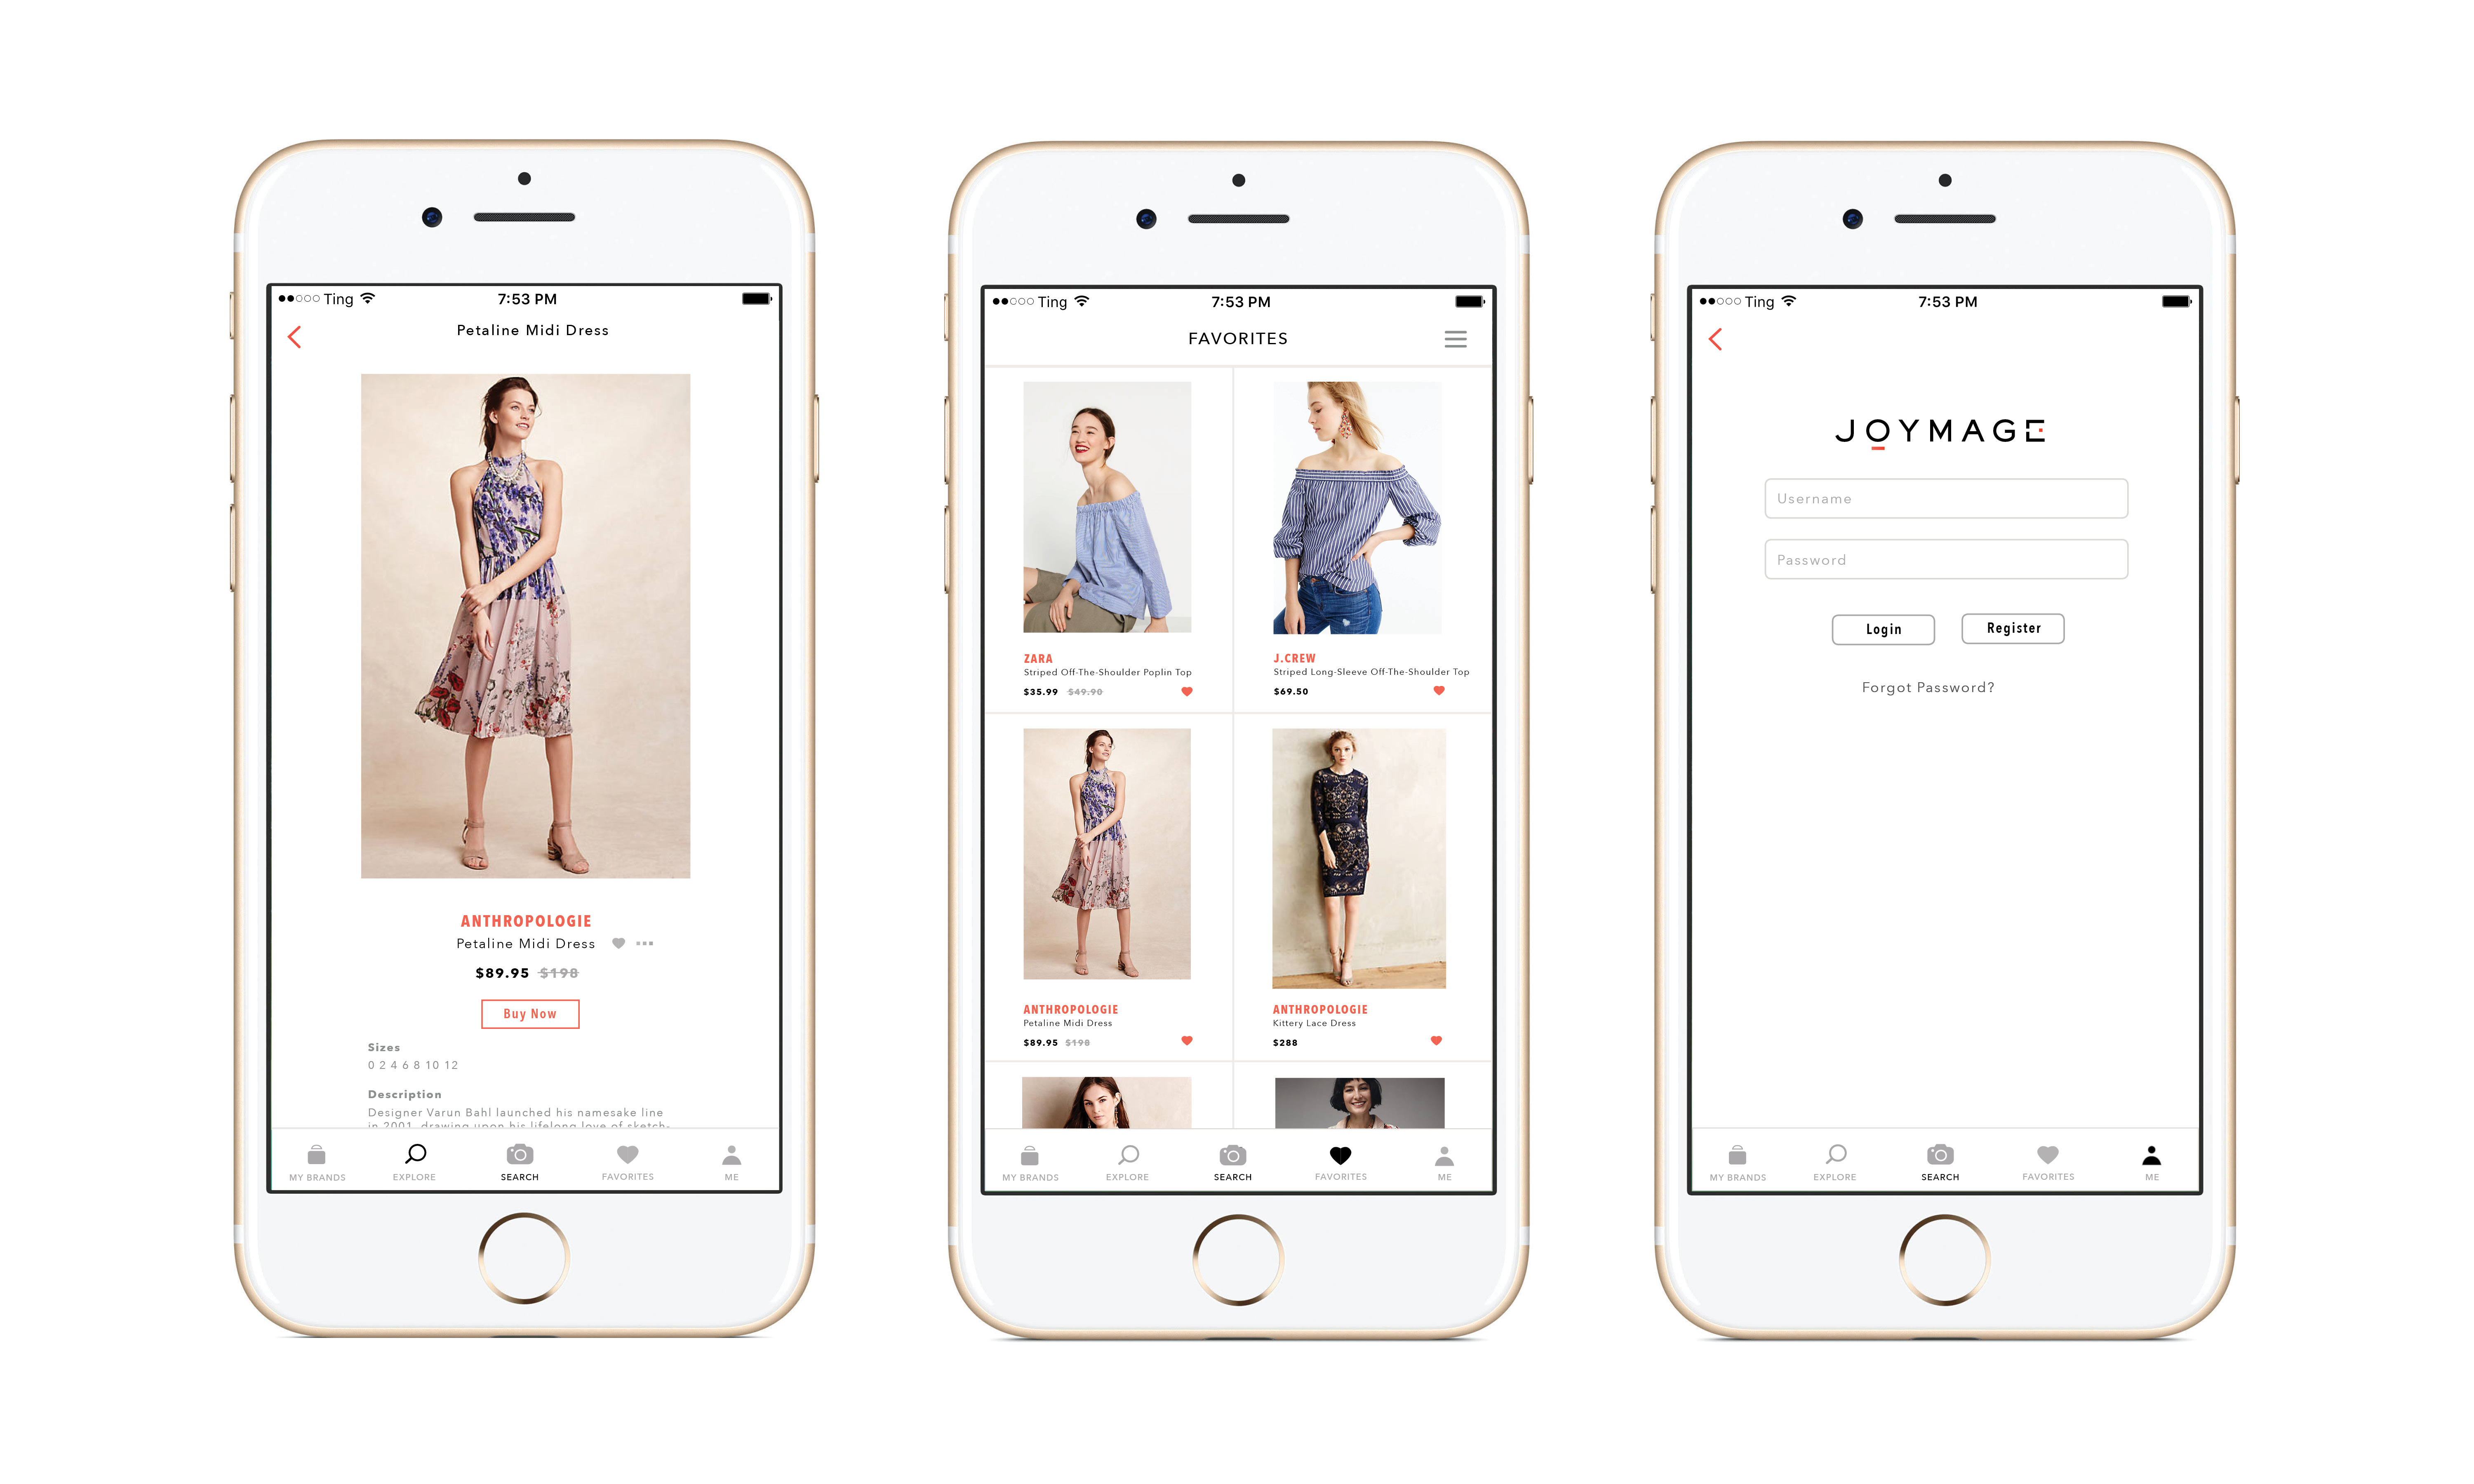 Ting 7:53 PM
Petaline Midi Dress
ANTHROPOLOGIE
Petaline Midi Dress
$89.95 $198
Buy Now
Sizes
0 2 4 6 8 10 12
Description
Designer Varun Bahl launched his namesake line
in 2001, drawing upon his lifelong love of sketch-
MY BRANDS EXPLORE SEARCH FAVORITES ME
Ting 7:53 PM
FAVORITES
ZARA
Striped Off-The-Shoulder Poplin Top
$35.99 $49.90
J.CREW
Striped Long-Sleeve Off-The-Shoulder Top
$69.50
ANTHROPOLOGIE
Petaline Midi Dress
$89.95 $198
ANTHROPOLOGIE
Kittery Lace Dress
$288
MY BRANDS EXPLORE SEARCH FAVORITES ME
Ting 7:53 PM
JOYMAGE
Username
Password
Login Register
Forgot Password?
MY BRANDS EXPLORE SEARCH FAVORITES ME